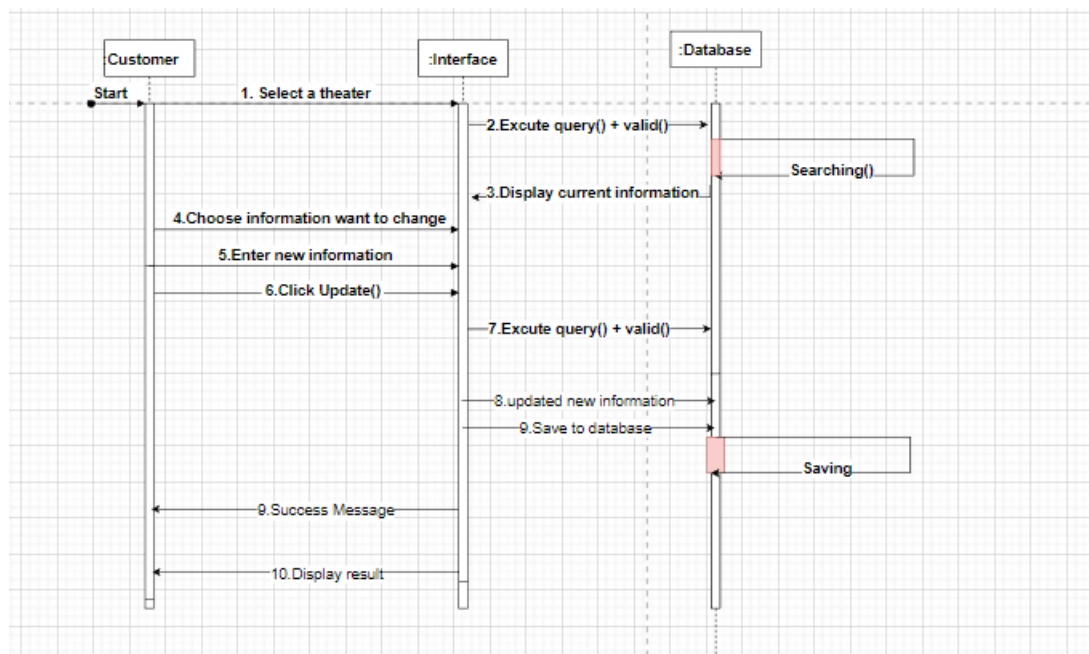 :Customer
:Interface
:Database
Start
1. Select a theater
2.Excute query() + valid()
Searching()
3.Display current information
4.Choose information want to change
5.Enter new information
6.Click Update()
7.Excute query() + valid()
8.updated new information
9.Save to database
Saving
9.Success Message
10.Display result